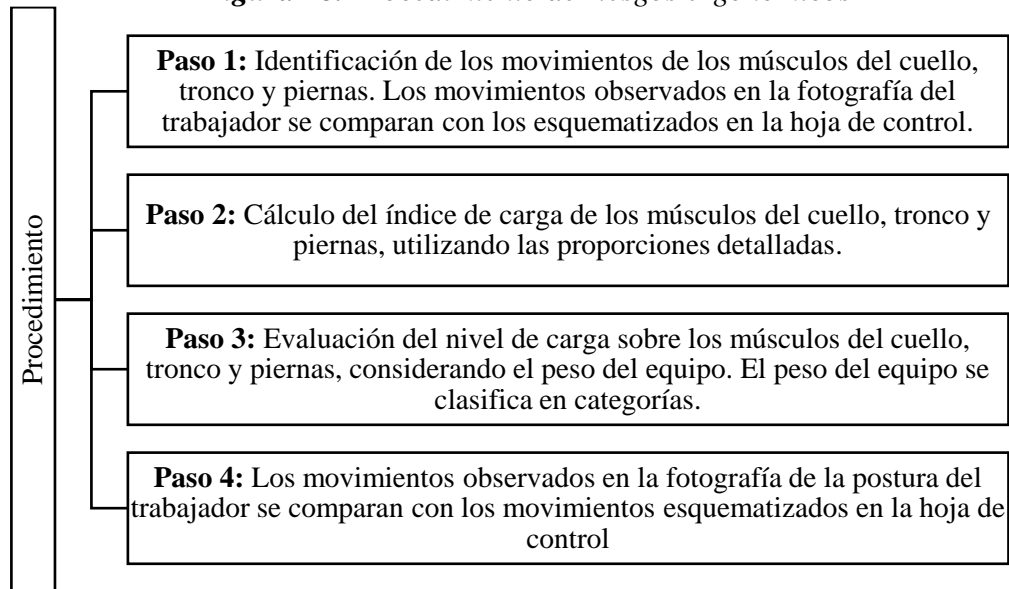 Procedimiento
Paso 1: Identificación de los movimientos de los músculos del cuello,
tronco y piernas. Los movimientos observados en la fotografía del
trabajador se comparan con los esquematizados en la hoja de control.
Paso 2: Cálculo del índice de carga de los músculos del cuello, tronco y
piernas, utilizando las proporciones detalladas.
Paso 3: Evaluación del nivel de carga sobre los músculos del cuello,
tronco y piernas, considerando el peso del equipo. El peso del equipo se
clasifica en categorías.
Paso 4: Los movimientos observados en la fotografía de la postura del
trabajador se comparan con los movimientos esquematizados en la hoja de
control